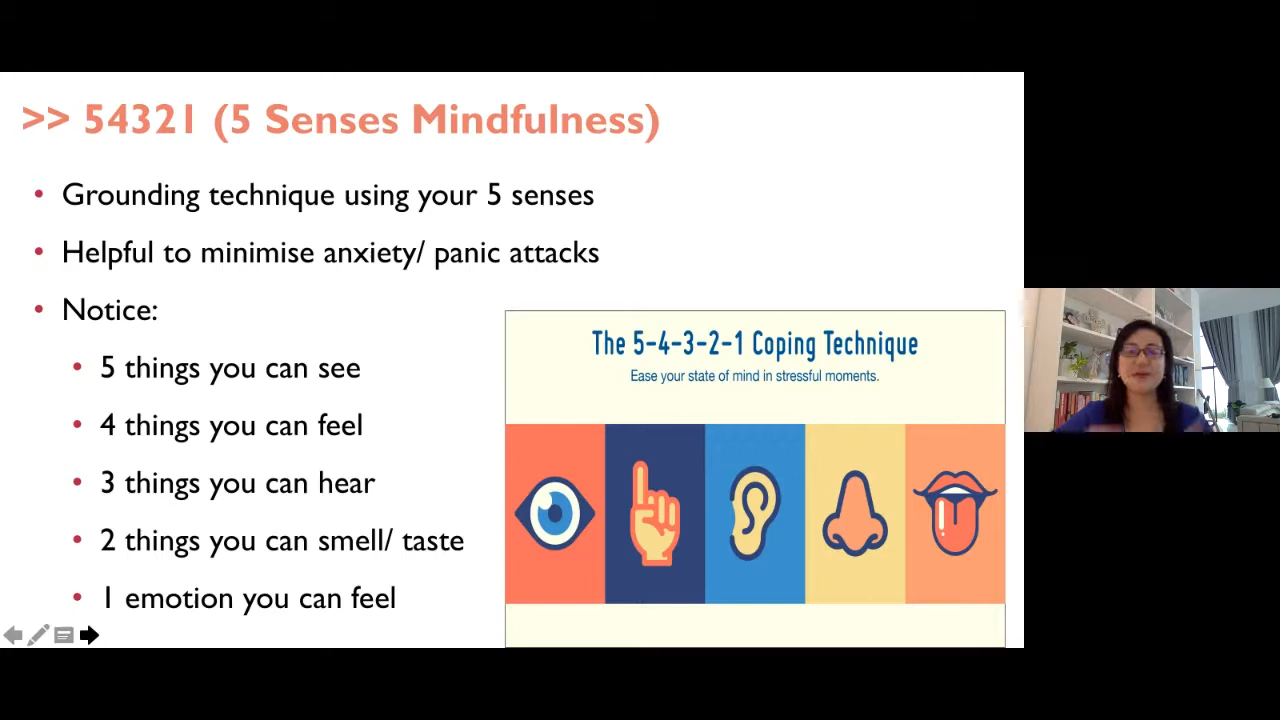 >> 54321 (5 Senses Mindfulness)
• Grounding technique using your 5 senses
• Helpful to minimise anxiety/ panic attacks
• Notice:
• 5 things you can see
• 4 things you can feel
• 3 things you can hear
• 2 things you can smell/ taste
• 1 emotion you can feel
The 5-4-3-2-1 Coping Technique
Ease your state of mind in stressful moments.